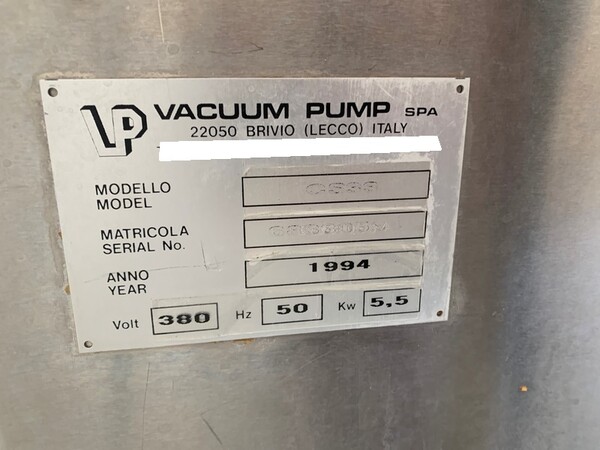 VP VACUUM PUMP SPA
22050 BRIVIO (LECCO) ITALY
MODELLO
MODEL
MATRICOLA
SERIAL No.
ANNO
YEAR
1994
Volt 380 Hz 50 Kw 5,5